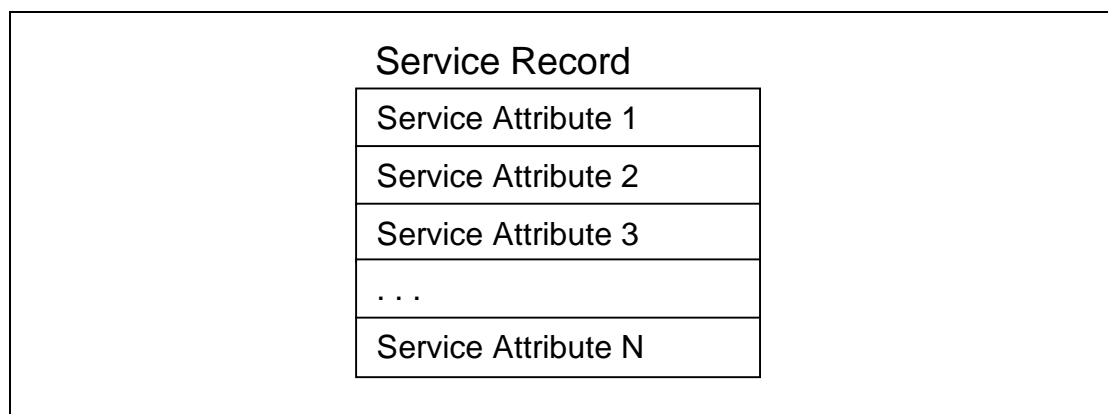 Service Record
Service Attribute 1
Service Attribute 2
Service Attribute 3
. . .
Service Attribute N